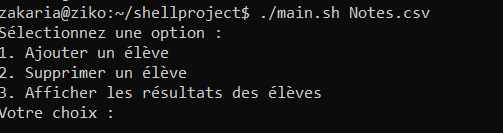 zakaria@ziko:~/shellproject$ ./main.sh Notes.csv
Sélectionnez une option :
1. Ajouter un élève
2. Supprimer un élève
3. Afficher les résultats des élèves
Votre choix :